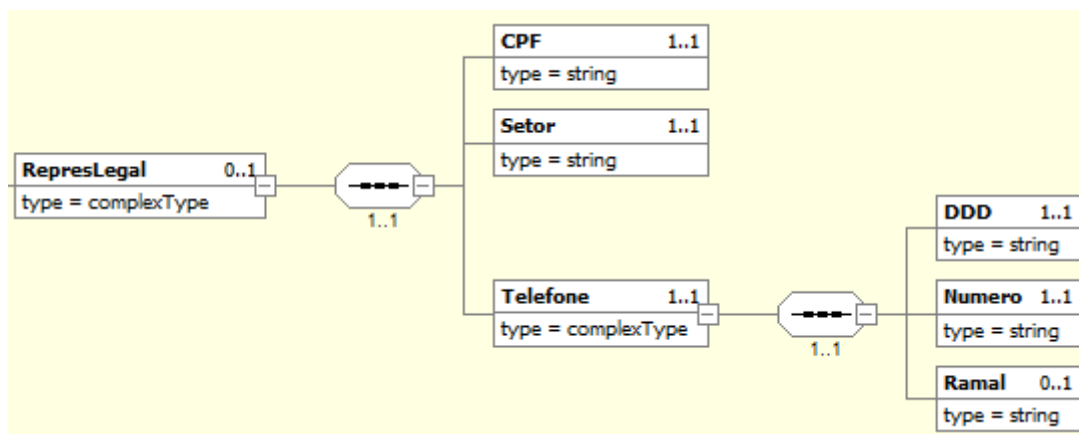 RepresLegal 0..1
type = complexType
1..1
CPF 1..1
type = string
Setor 1..1
type = string
Telefone 1..1
type = complexType
1..1
DDD 1..1
type = string
Numero 1..1
type = string
Ramal 0..1
type = string